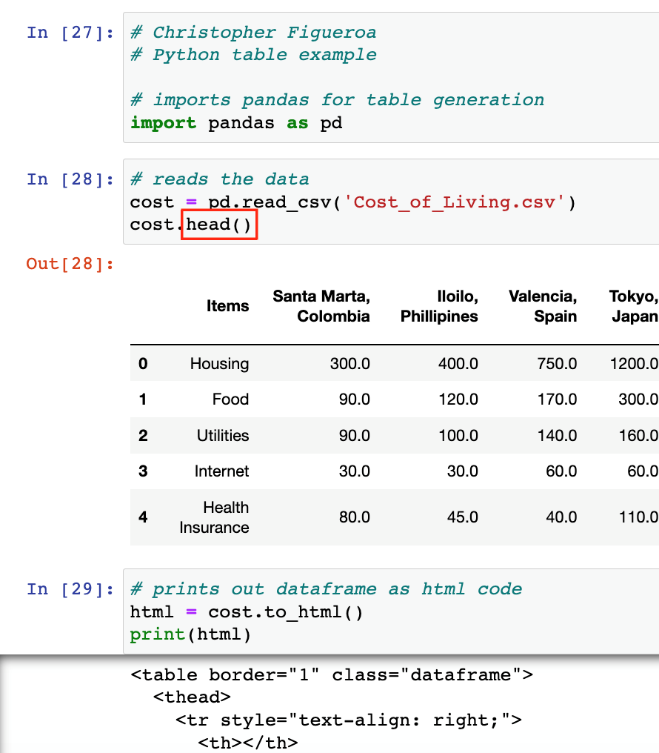 In [27]: # Christopher Figueroa
# Python table example
# imports pandas for table generation
import pandas as pd
In [28]: # reads the data
cost = pd.read_csv('Cost_of_Living.csv')
cost.head()
Out[28]:
Items Santa Marta, Colombia Iloilo, Phillipines Valencia, Spain Tokyo, Japan
0 Housing 300.0 400.0 750.0 1200.0
1 Food 90.0 120.0 170.0 300.0
2 Utilities 90.0 100.0 140.0 160.0
3 Internet 30.0 30.0 60.0 60.0
4 Health Insurance 80.0 45.0 40.0 110.0
In [29]: # prints out dataframe as html code
html = cost.to_html()
print(html)
<table border="1" class="dataframe">
  <thead>
    <tr style="text-align: right;">
      <th></th>